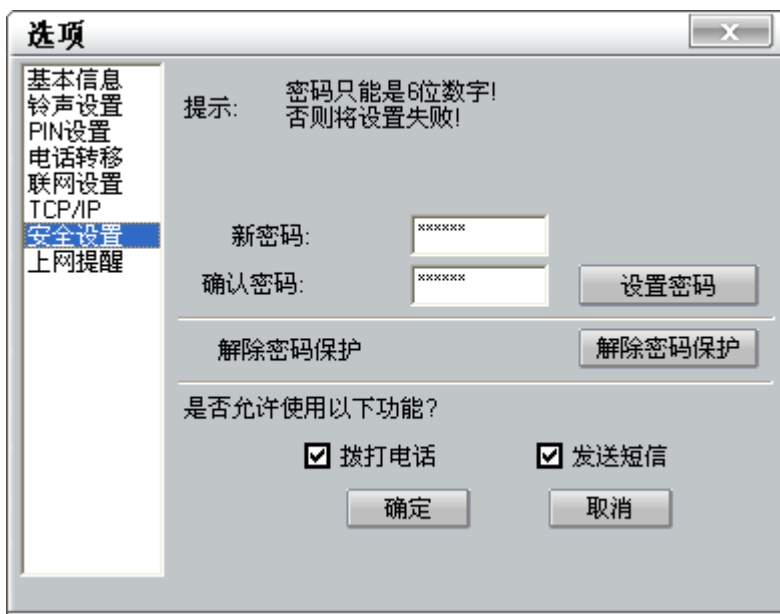 选项
X
基本信息
铃声设置
PIN设置
电话转移
联网设置
TCP/IP
安全设置
上网提醒
提示: 密码只能是6位数字!
否则将设置失败!
新密码: ******
确认密码: ****** 设置密码
解除密码保护 解除密码保护
是否允许使用以下功能?
拨打电话 发送短信
确定 取消